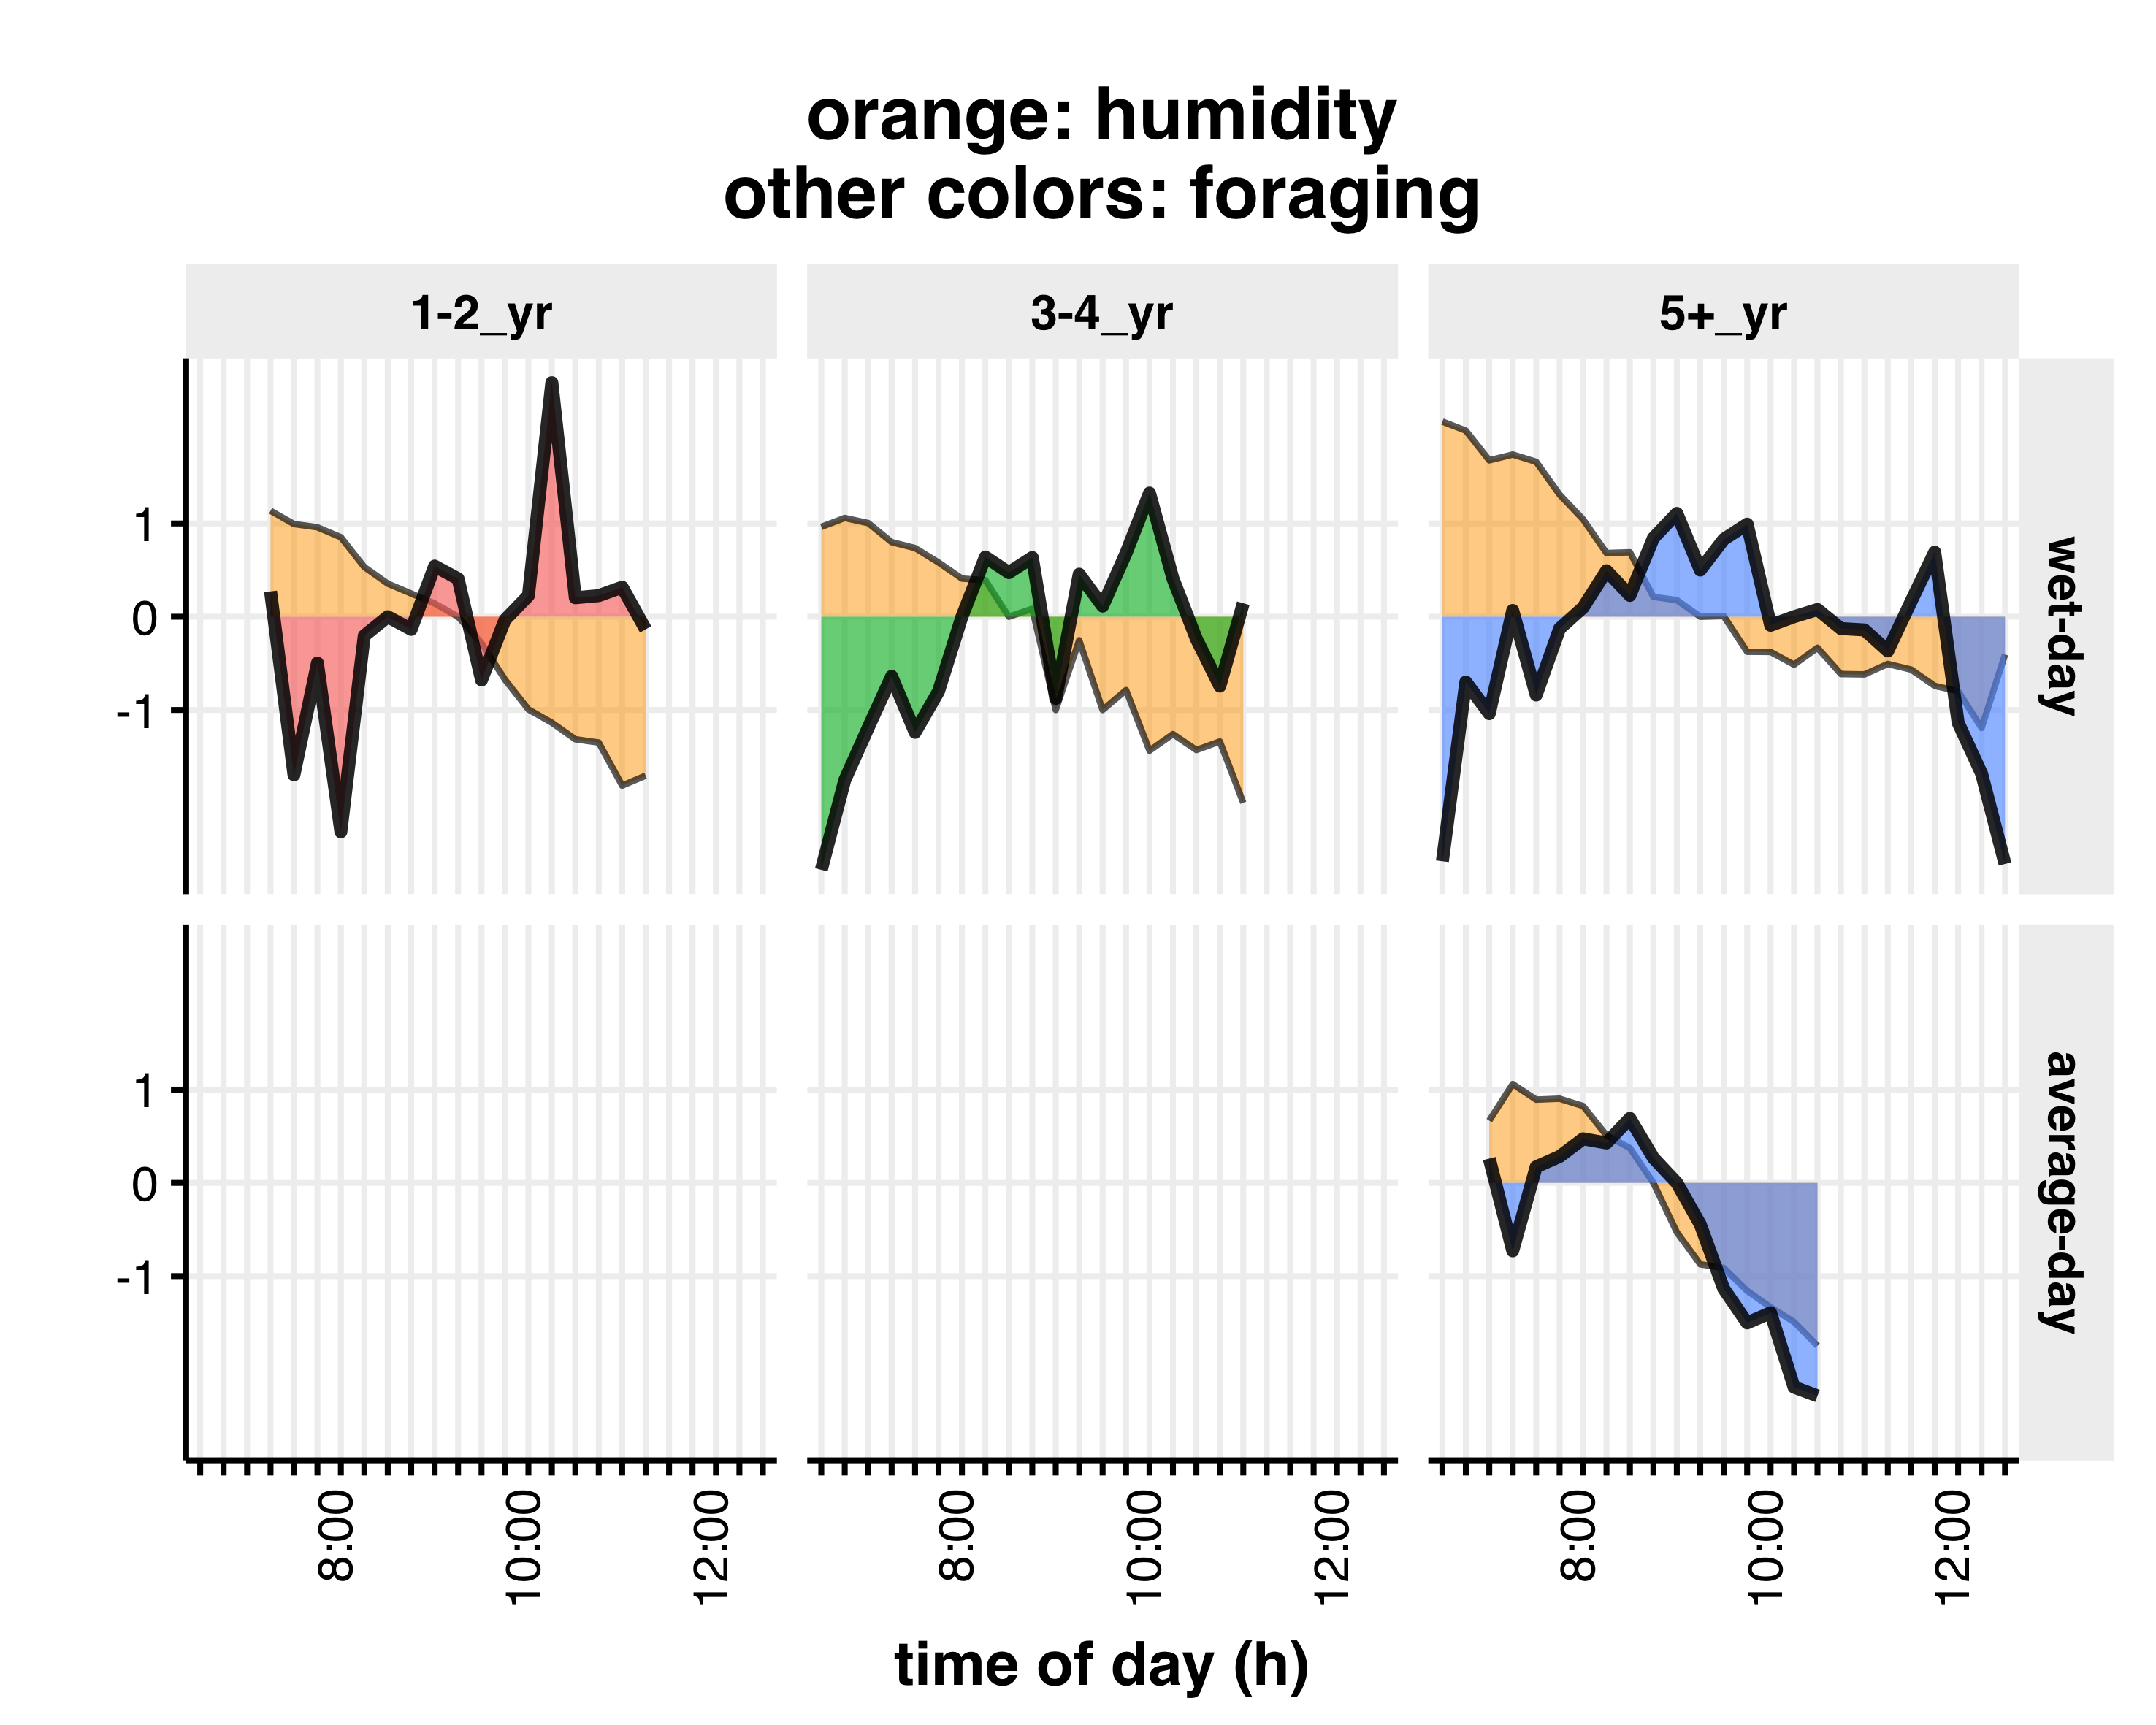 orange: humidity
other colors: foraging
1-2_yr
3-4_yr
5+_yr
1
0
-1
wet-day
1
0
-1
average-day
8:00
10:00
12:00
8:00
10:00
12:00
8:00
10:00
12:00
time of day (h)